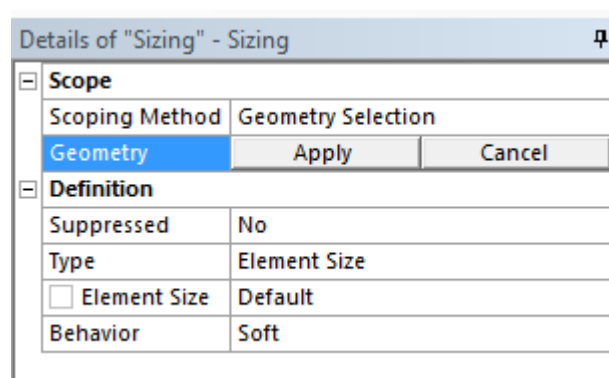 Details of "Sizing" - Sizing
Scope
Scoping Method Geometry Selection
Geometry Apply Cancel
Definition
Suppressed No
Type Element Size
Element Size Default
Behavior Soft